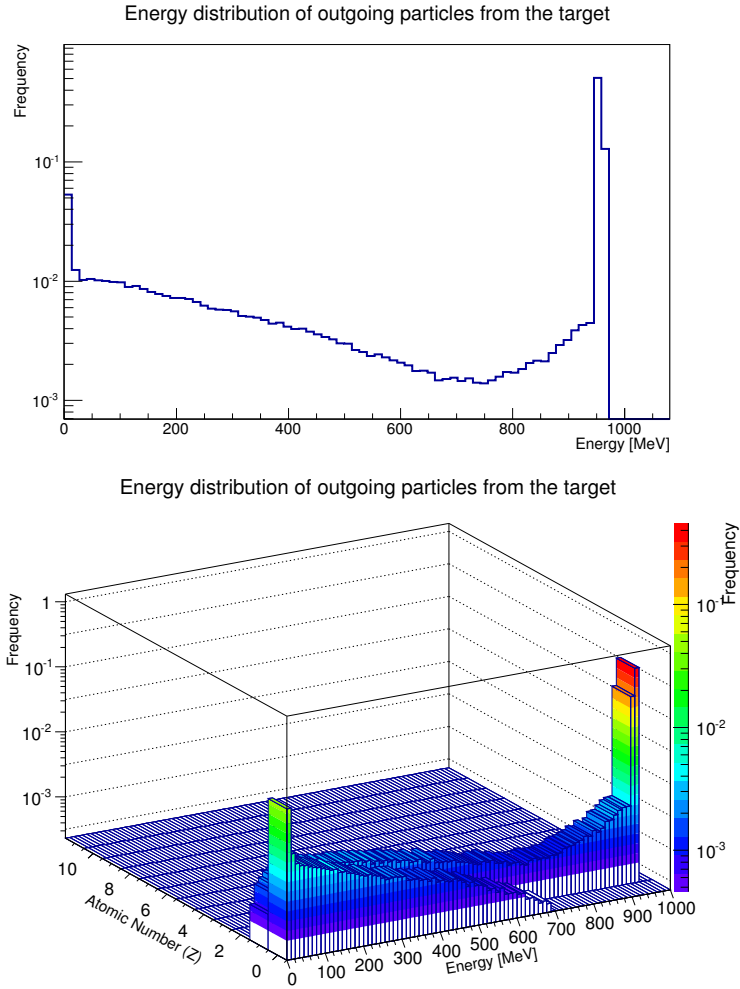 Energy distribution of outgoing particles from the target
Frequency
10⁻¹
10⁻²
10⁻³
0 200 400 600 800 1000
Energy [MeV]
Energy distribution of outgoing particles from the target
Frequency
1
10⁻¹
10⁻²
10⁻³
10 8 6 4 2 0
Atomic Number (Z)
0 100 200 300 400 500 600 700 800 900 1000
Energy [MeV]
Frequency
10⁻¹
10⁻²
10⁻³